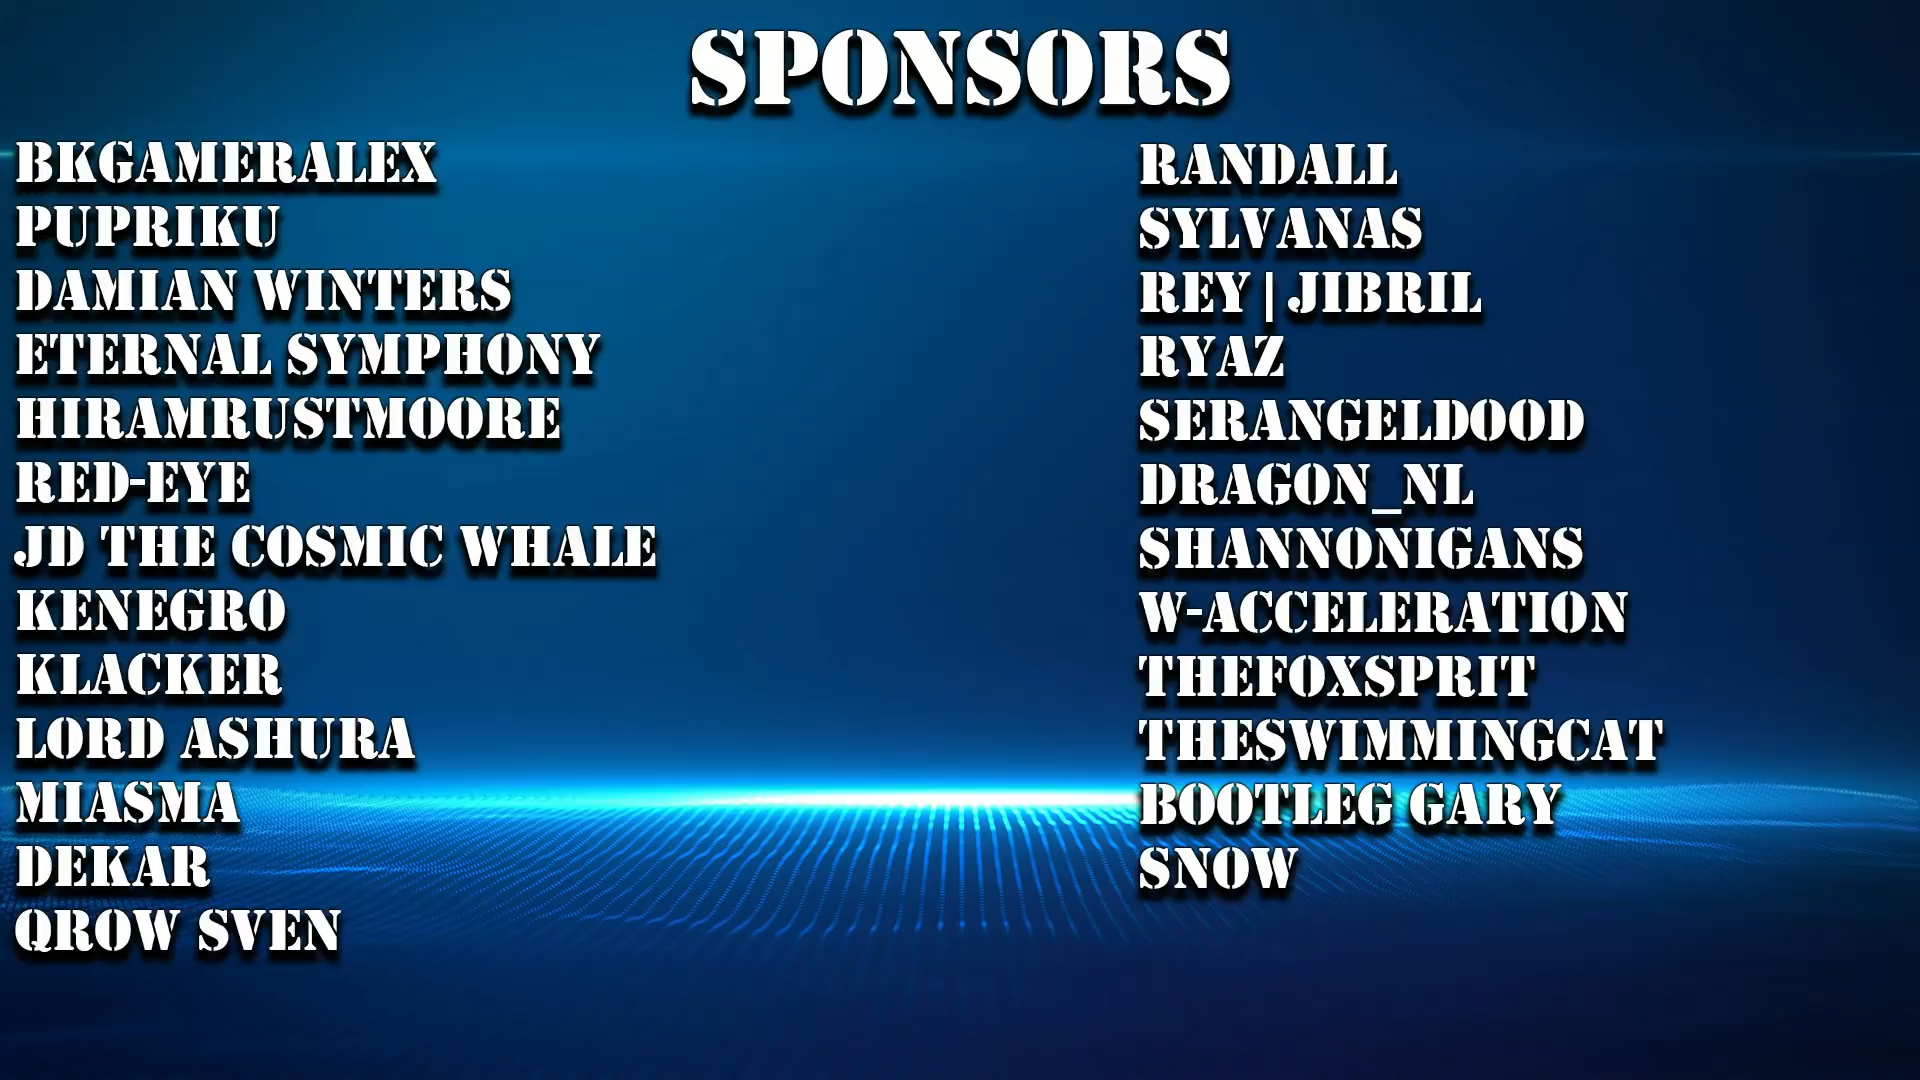 SPONSORS
BKGAMERALEX
PUPRIKU
DAMIAN WINTERS
ETERNAL SYMPHONY
HIRAMRUSTMOORE
RED-EYE
JD THE COSMIC WHALE
KENEGRO
KLACKER
LORD ASHURA
MIASMA
DEKAR
QROW SVEN
RANDALL
SYLVANAS
REY | JIBRIL
RYAZ
SERANGELDOOD
DRAGON_NL
SHANNONIGANS
W-ACCELERATION
THEFOXSPRIT
THESWIMMINGCAT
BOOTLEG GARY
SNOW